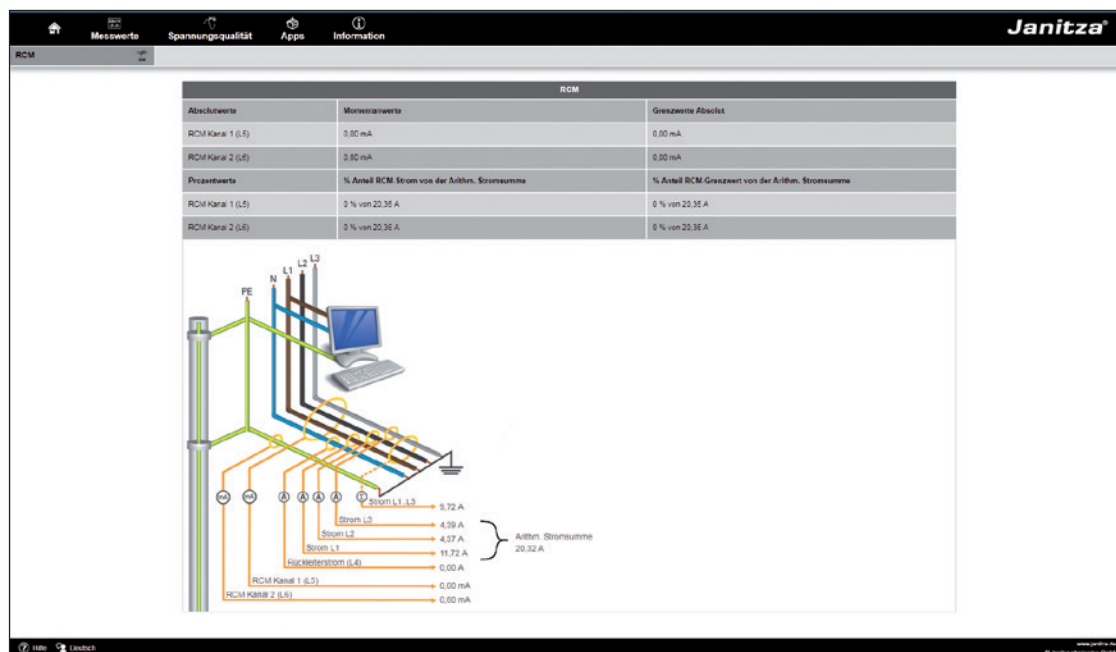 Messwerte Spannungsqualität Apps Information Janitza®
RCM
RCM
Absolutwerte Momentanwerte Grenzwerte Absolut
RCM Kanal 1 (L5) 0,00 mA 0,00 mA
RCM Kanal 2 (L6) 0,60 mA 0,00 mA
Prozentwerte % Anteil RCM-Strom von der Arithm. Stromsumme % Anteil RCM-Grenzwert von der Arithm. Stromsumme
RCM Kanal 1 (L5) 0 % von 20,36 A 0 % von 20,36 A
RCM Kanal 2 (L6) 0 % von 20,36 A 0 % von 20,36 A
PE N L1 L2 L3
mA mA A A A A Σ
Strom L1..L3 9,72 A
Strom L3 4,39 A
Strom L2 4,37 A
Strom L1 11,72 A
Arithm. Stromsumme
20,32 A
Rückleiterstrom (L4) 0,00 A
RCM Kanal 1 (L5) 0,00 mA
RCM Kanal 2 (L6) 0,60 mA
Hilfe Deutsch
www.janitza.de